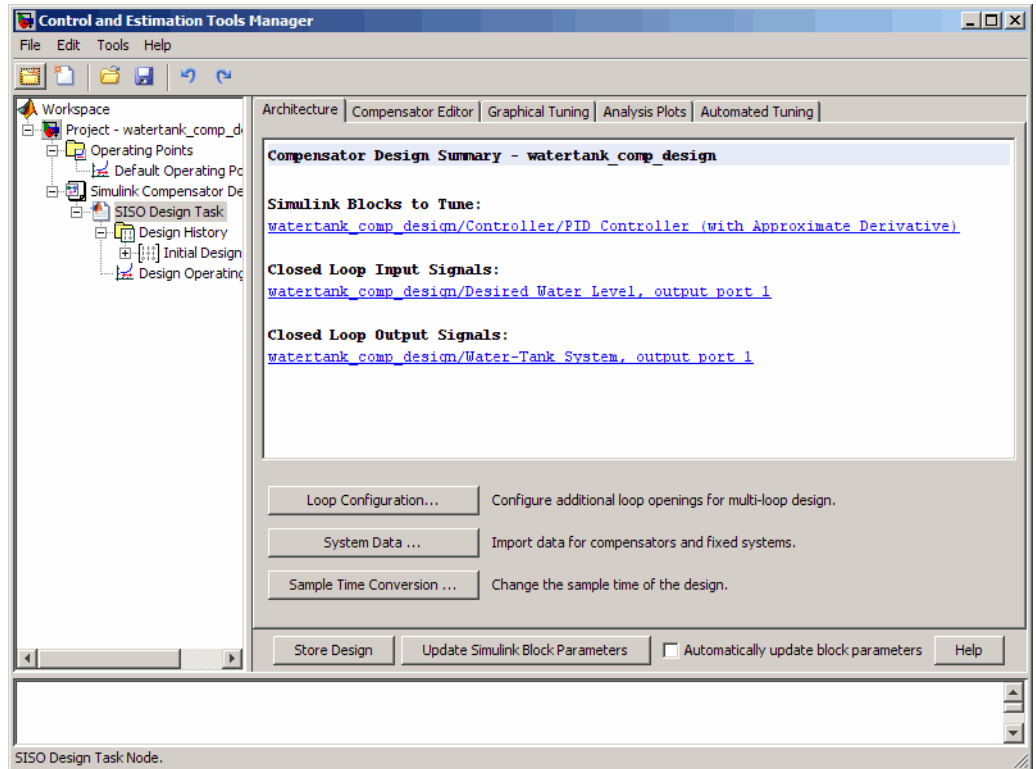 Control and Estimation Tools Manager
File Edit Tools Help
Workspace
Project - watertank_comp_d
Operating Points
Default Operating Po
Simulink Compensator De
SISO Design Task
Design History
Initial Design
Design Operating
Architecture Compensator Editor Graphical Tuning Analysis Plots Automated Tuning
Compensator Design Summary - watertank_comp_design
Simulink Blocks to Tune:
watertank_comp_design/Controller/PID Controller (with Approximate Derivative)
Closed Loop Input Signals:
watertank_comp_design/Desired Water Level, output port 1
Closed Loop Output Signals:
watertank_comp_design/Water-Tank System, output port 1
Loop Configuration... Configure additional loop openings for multi-loop design.
System Data ... Import data for compensators and fixed systems.
Sample Time Conversion ... Change the sample time of the design.
Store Design Update Simulink Block Parameters Automatically update block parameters Help
SISO Design Task Node.